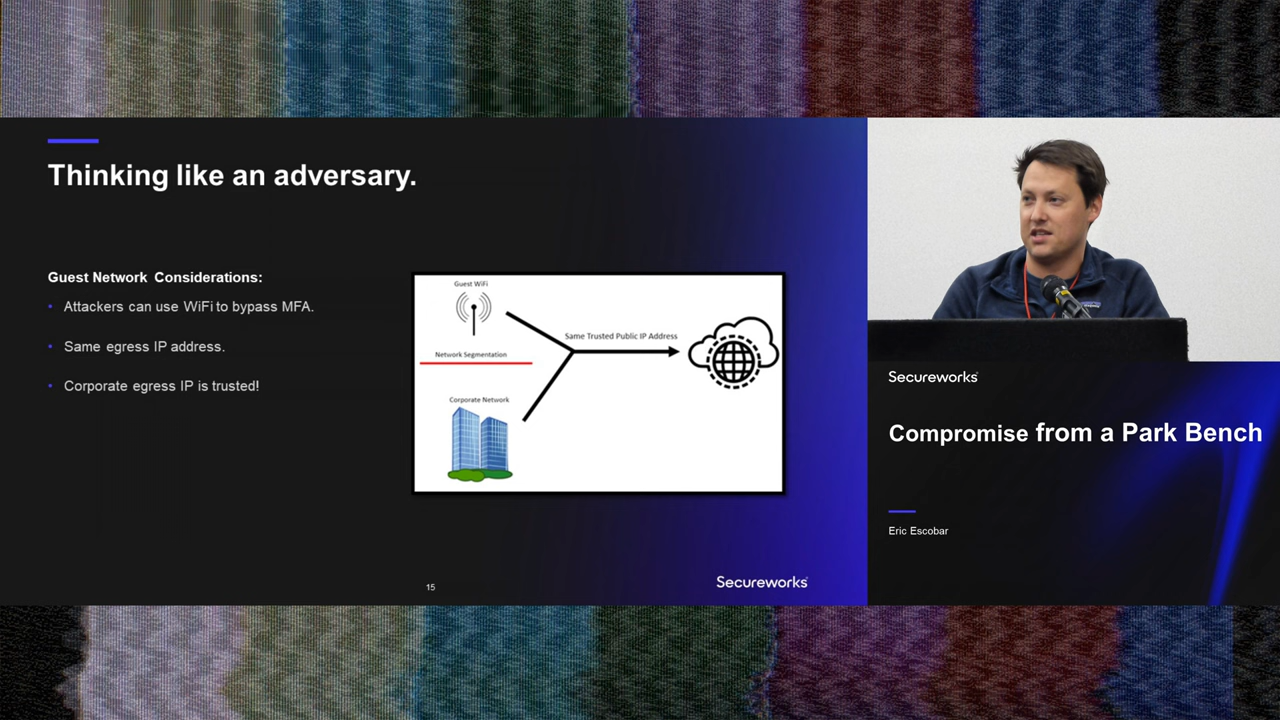 Thinking like an adversary.
Guest Network Considerations:
• Attackers can use WiFi to bypass MFA.
• Same egress IP address.
• Corporate egress IP is trusted!
Guest WiFi
Same Trusted Public IP Address
Network Segmentation
Corporate Network
15
Secureworks
Secureworks
Compromise from a Park Bench
Eric Escobar